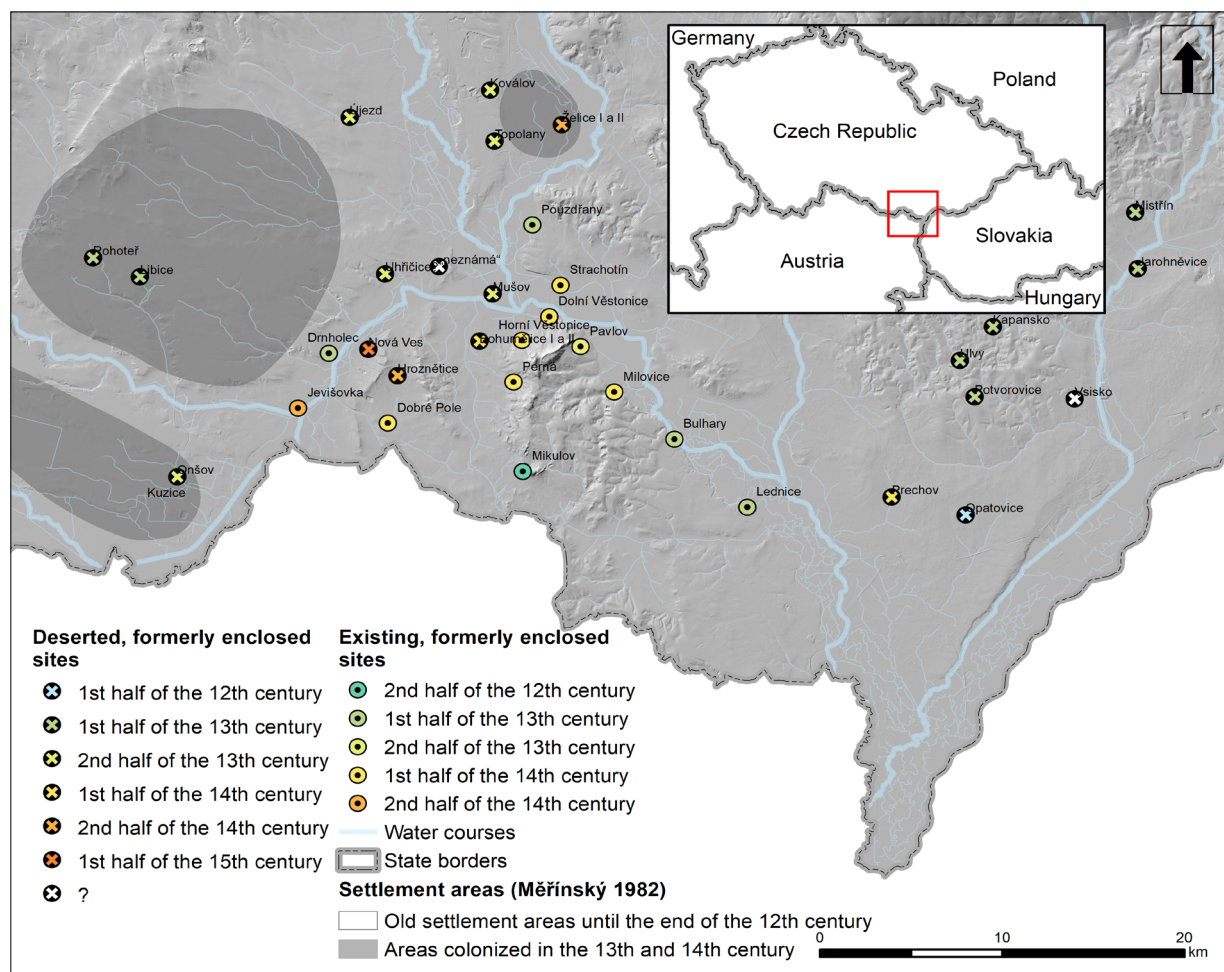 Germany
Poland
Czech Republic
Slovakia
Austria
Hungary
Koválov
Újezd
Želice I a II
Topolany
Pouzdřany
Mistřín
Rohoteř
Libice
Uhřičice
„neznámá“
Strachotín
Jarohněvice
Mušov
Dolní Věstonice
Kapansko
Drnholec
Nová Ves
Horní Věstonice
Bohumělice I a II
Pavlov
Ulvy
Hroznětice
Perná
Milovice
Potvorovice
Vsisko
Jevišovka
Dobré Pole
Bulhary
Mikulov
Onšov
Kuzice
Lednice
Prechov
Opatovice
Deserted, formerly enclosed
sites
1st half of the 12th century
1st half of the 13th century
2nd half of the 13th century
1st half of the 14th century
2nd half of the 14th century
1st half of the 15th century
?
Existing, formerly enclosed
sites
2nd half of the 12th century
1st half of the 13th century
2nd half of the 13th century
1st half of the 14th century
2nd half of the 14th century
Water courses
State borders
Settlement areas (Měřínský 1982)
Old settlement areas until the end of the 12th century
Areas colonized in the 13th and 14th century
0 10 20
km